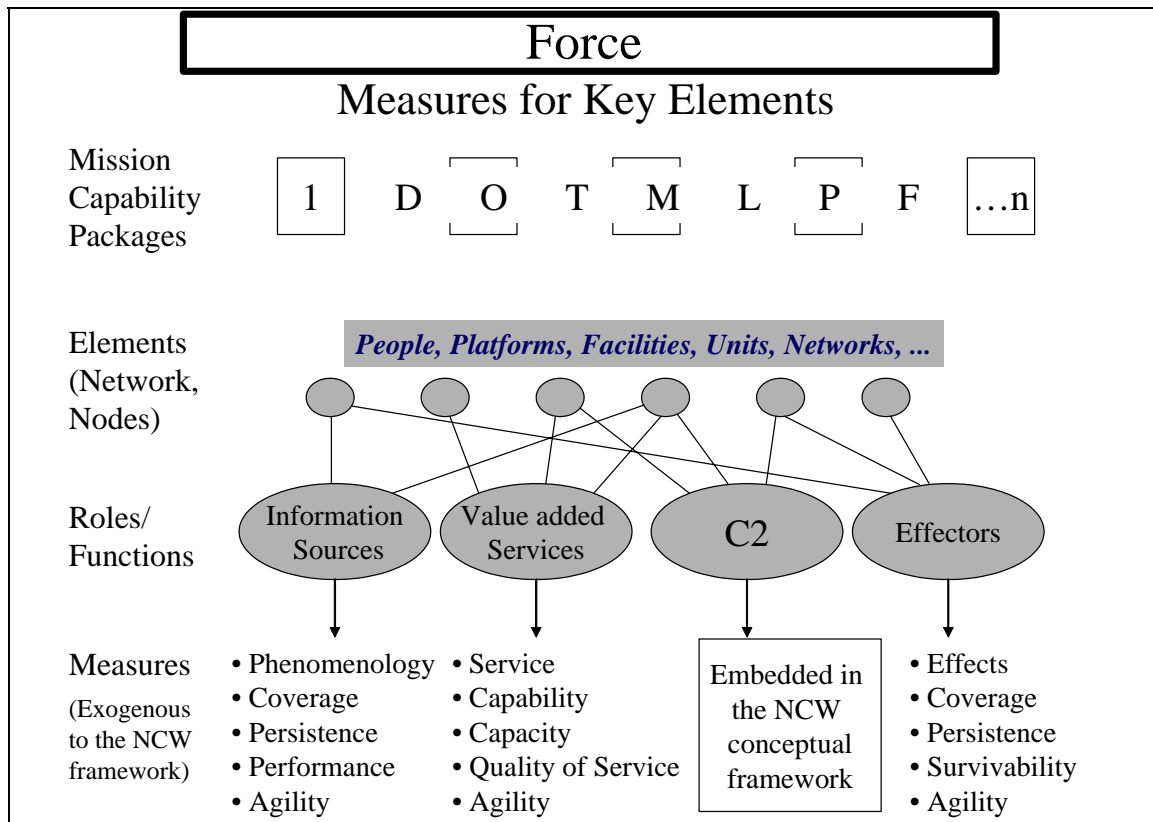 Force
Measures for Key Elements
Mission
Capability
Packages
1 D O T M L P F …n
Elements
(Network,
Nodes)
People, Platforms, Facilities, Units, Networks, ...
Roles/
Functions
Information
Sources
Value added
Services
C2
Effectors
Measures
(Exogenous
to the NCW
framework)
• Phenomenology
• Coverage
• Persistence
• Performance
• Agility
• Service
• Capability
• Capacity
• Quality of Service
• Agility
Embedded in
the NCW
conceptual
framework
• Effects
• Coverage
• Persistence
• Survivability
• Agility